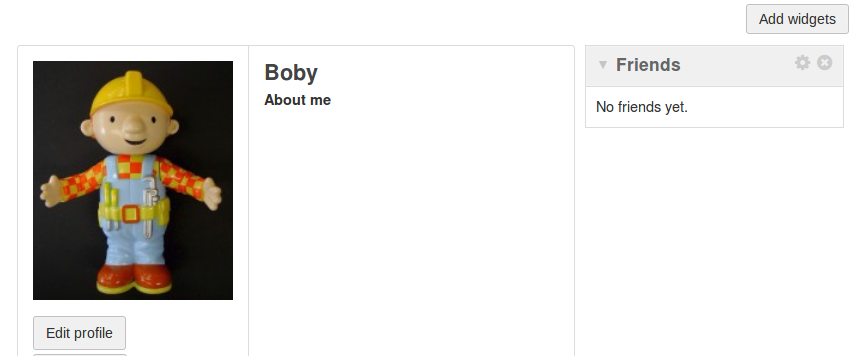 Add widgets
Boby
About me
Friends
No friends yet.
Edit profile